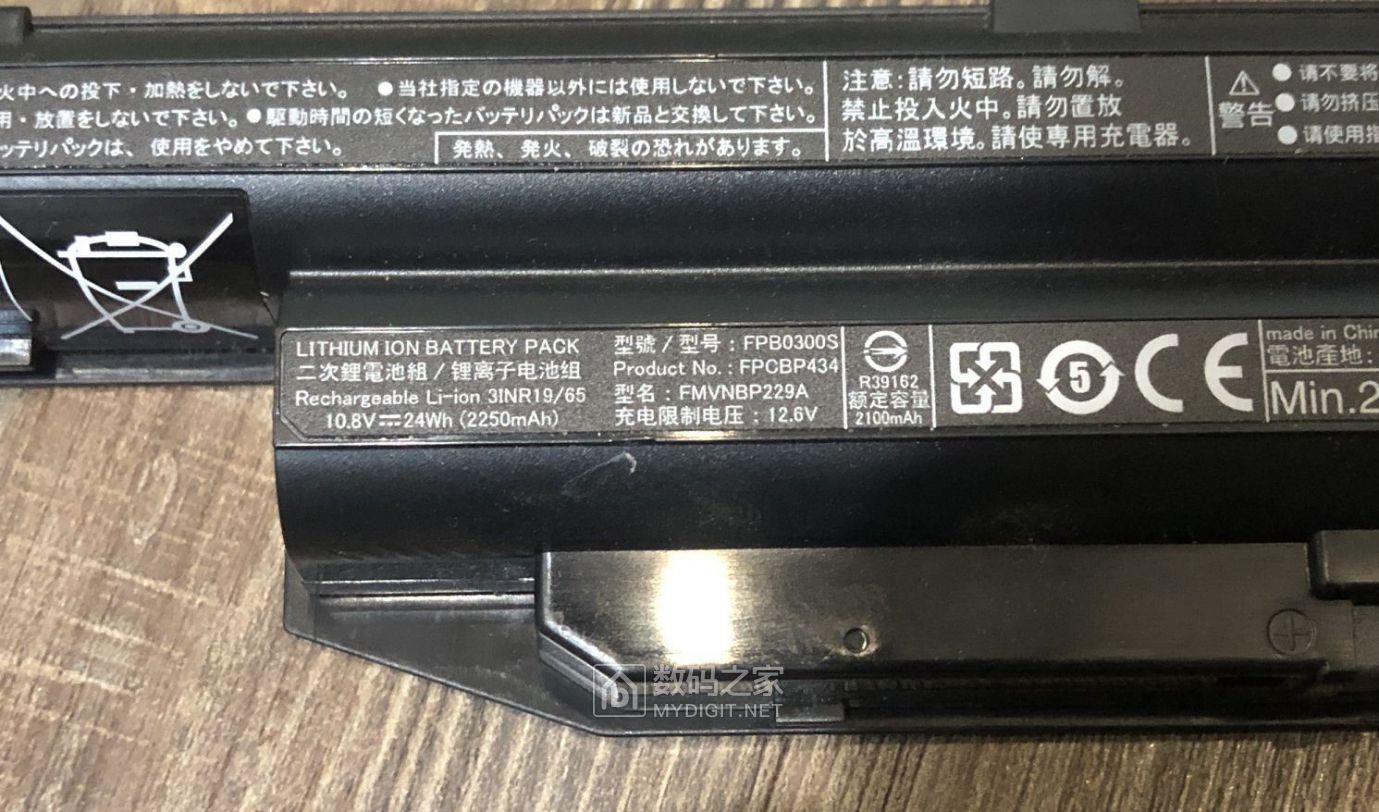 火中への投下・加熱をしないで下さい。 ●当社指定の機器以外には使用しないで下さい。
用・放置をしないで下さい。●駆動時間の短くなったバッテリパックは新品と交換して下さい。
ッテリパックは、使用をやめて下さい。
発熱、発火、破裂の恐れがあります。
注意:請勿短路。請勿解。
禁止投入火中。請勿置放
於高溫環境。請使專用充電器。
警告
●请不要将
●请勿挤压
●请使用指
LITHIUM ION BATTERY PACK
二次鋰電池組 / 锂离子电池组
Rechargeable Li-ion 3INR19/65
10.8V⎓24Wh (2250mAh)
型號 / 型号 : FPB0300S
Product No. : FPCBP434
型名 : FMVNBP229A
充电限制电压 : 12.6V
R39162
额定容量
2100mAh
5
CE
made in Chin
電池產地:
Min.2
数码之家
MYDIGIT.NET